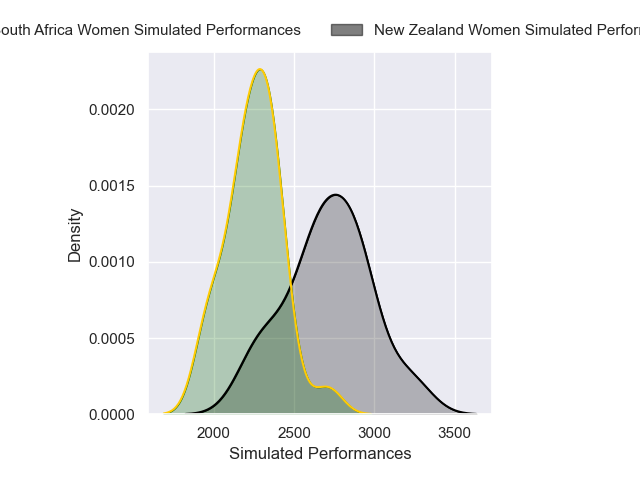 outh Africa Women Simulated Performances New Zealand Women Simulated
0.0020
0.0015
0.0010
0.0005
0.0000
Density
2000 2500 3000 3500
Simulated Performances